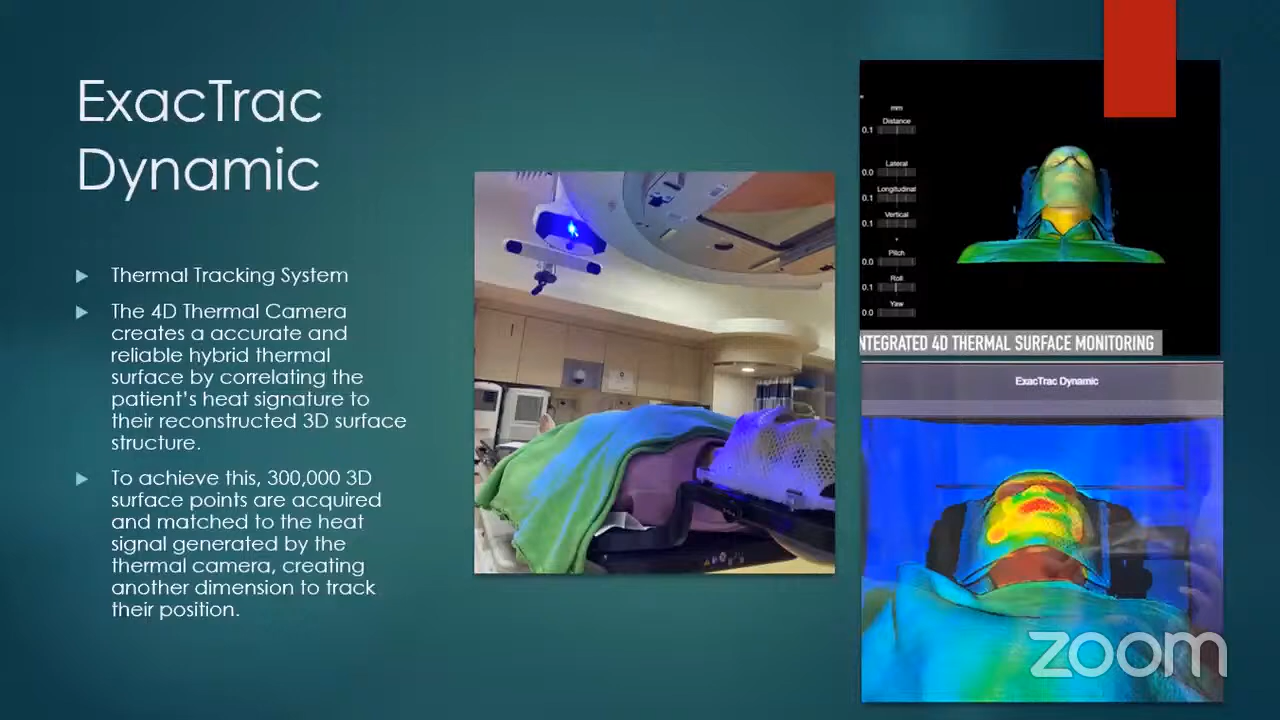 ExacTrac
Dynamic
Thermal Tracking System
The 4D Thermal Camera
creates a accurate and
reliable hybrid thermal
surface by correlating the
patient's heat signature to
their reconstructed 3D surface
structure.
To achieve this, 300,000 3D
surface points are acquired
and matched to the heat
signal generated by the
thermal camera, creating
another dimension to track
their position.
mm
Distance
0.1
Lateral
0.0
Longitudinal
0.1
Vertical
0.1
Pitch
0.0
Roll
0.1
Yaw
0.0
NTEGRATED 4D THERMAL SURFACE MONITORING
ExacTrac Dynamic
zoom